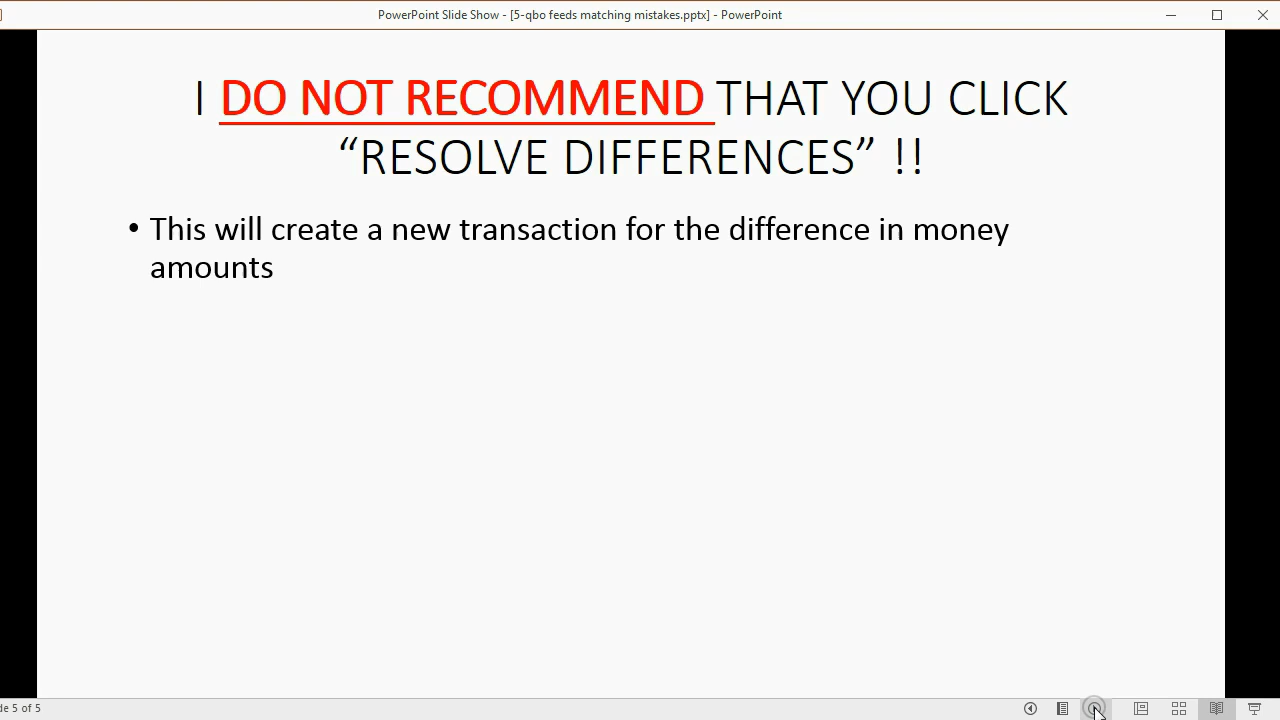 PowerPoint Slide Show - [5-qbo feeds matching mistakes.pptx] - PowerPoint
I DO NOT RECOMMEND THAT YOU CLICK
“RESOLVE DIFFERENCES” !!
• This will create a new transaction for the difference in money
amounts
de 5 of 5